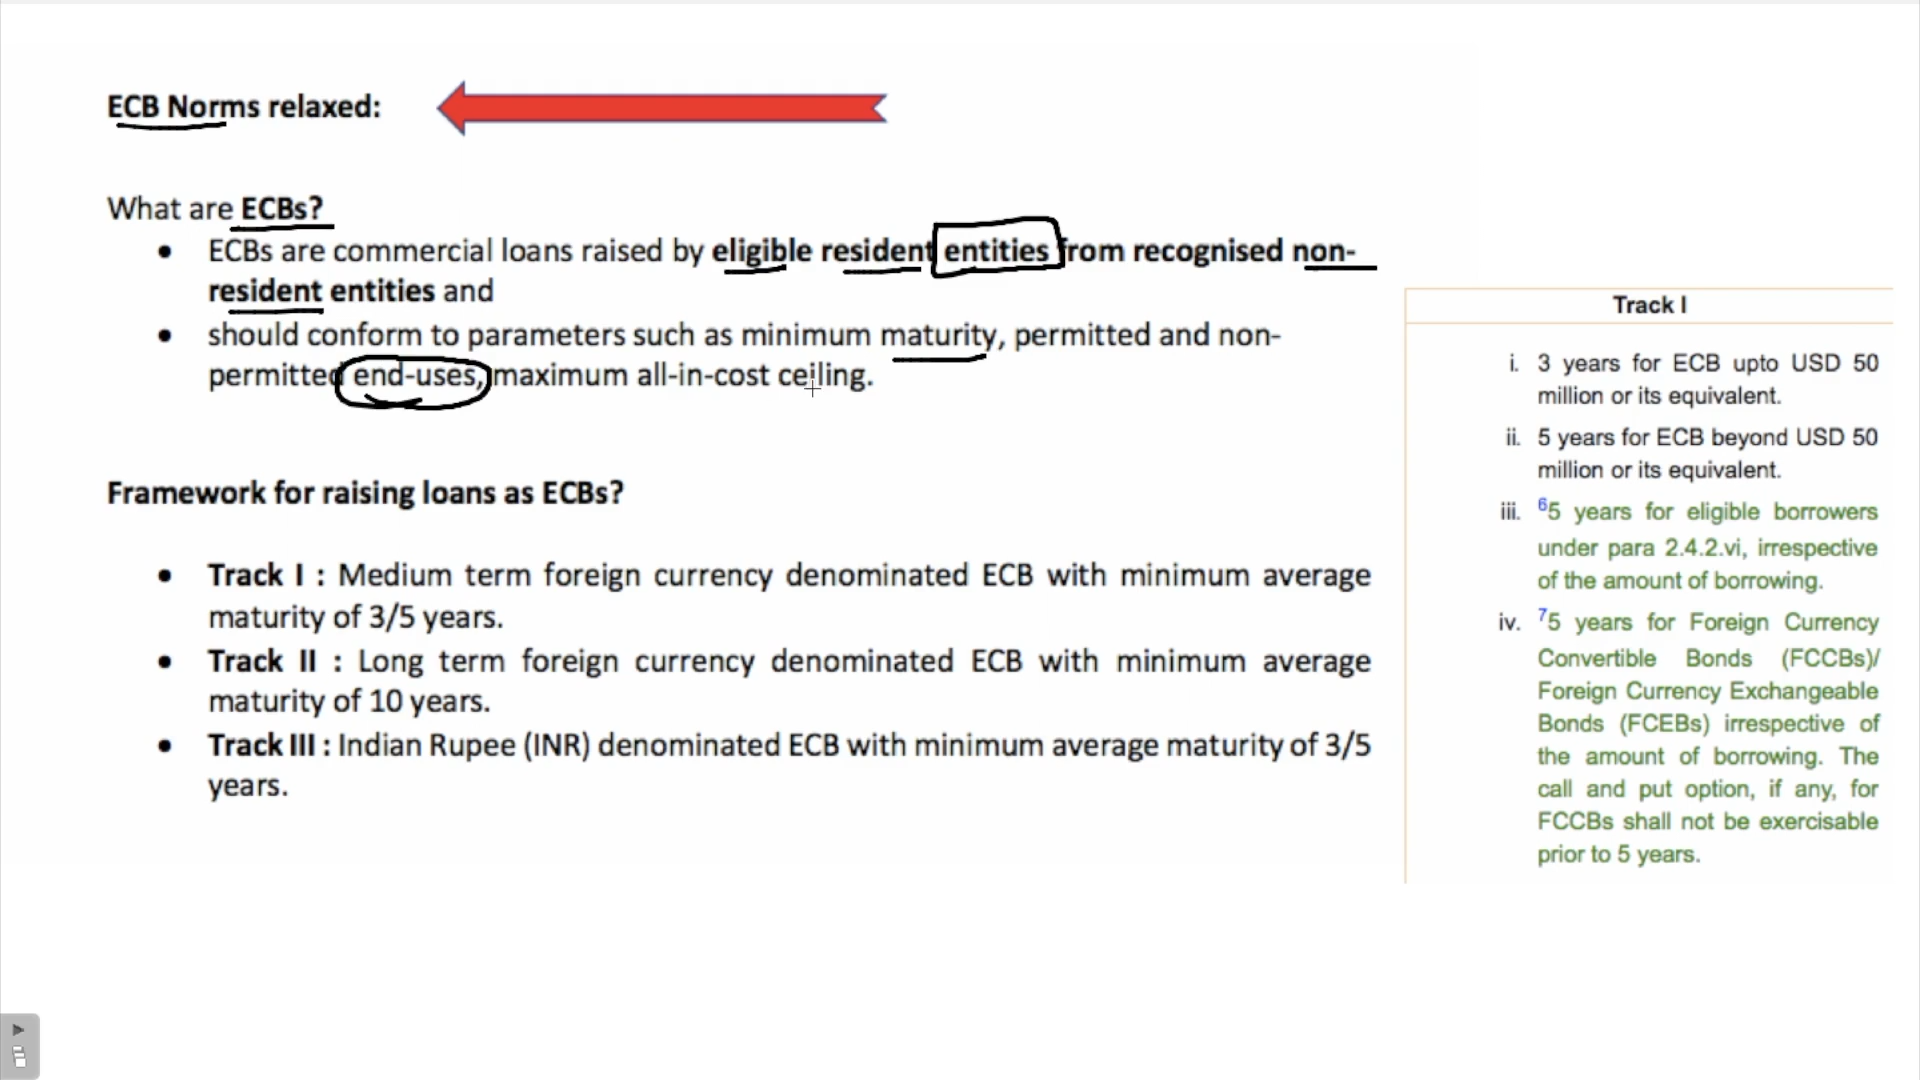 ECB Norms relaxed:
What are ECBs?
• ECBs are commercial loans raised by eligible resident entities from recognised non-
resident entities and
• should conform to parameters such as minimum maturity, permitted and non-
permitted end-uses, maximum all-in-cost ceiling.
Framework for raising loans as ECBs?
• Track I : Medium term foreign currency denominated ECB with minimum average
maturity of 3/5 years.
• Track II : Long term foreign currency denominated ECB with minimum average
maturity of 10 years.
• Track III : Indian Rupee (INR) denominated ECB with minimum average maturity of 3/5
years.
Track I
i. 3 years for ECB upto USD 50
million or its equivalent.
ii. 5 years for ECB beyond USD 50
million or its equivalent.
iii. ⁶5 years for eligible borrowers
under para 2.4.2.vi, irrespective
of the amount of borrowing.
iv. ⁷5 years for Foreign Currency
Convertible Bonds (FCCBs)/
Foreign Currency Exchangeable
Bonds (FCEBs) irrespective of
the amount of borrowing. The
call and put option, if any, for
FCCBs shall not be exercisable
prior to 5 years.